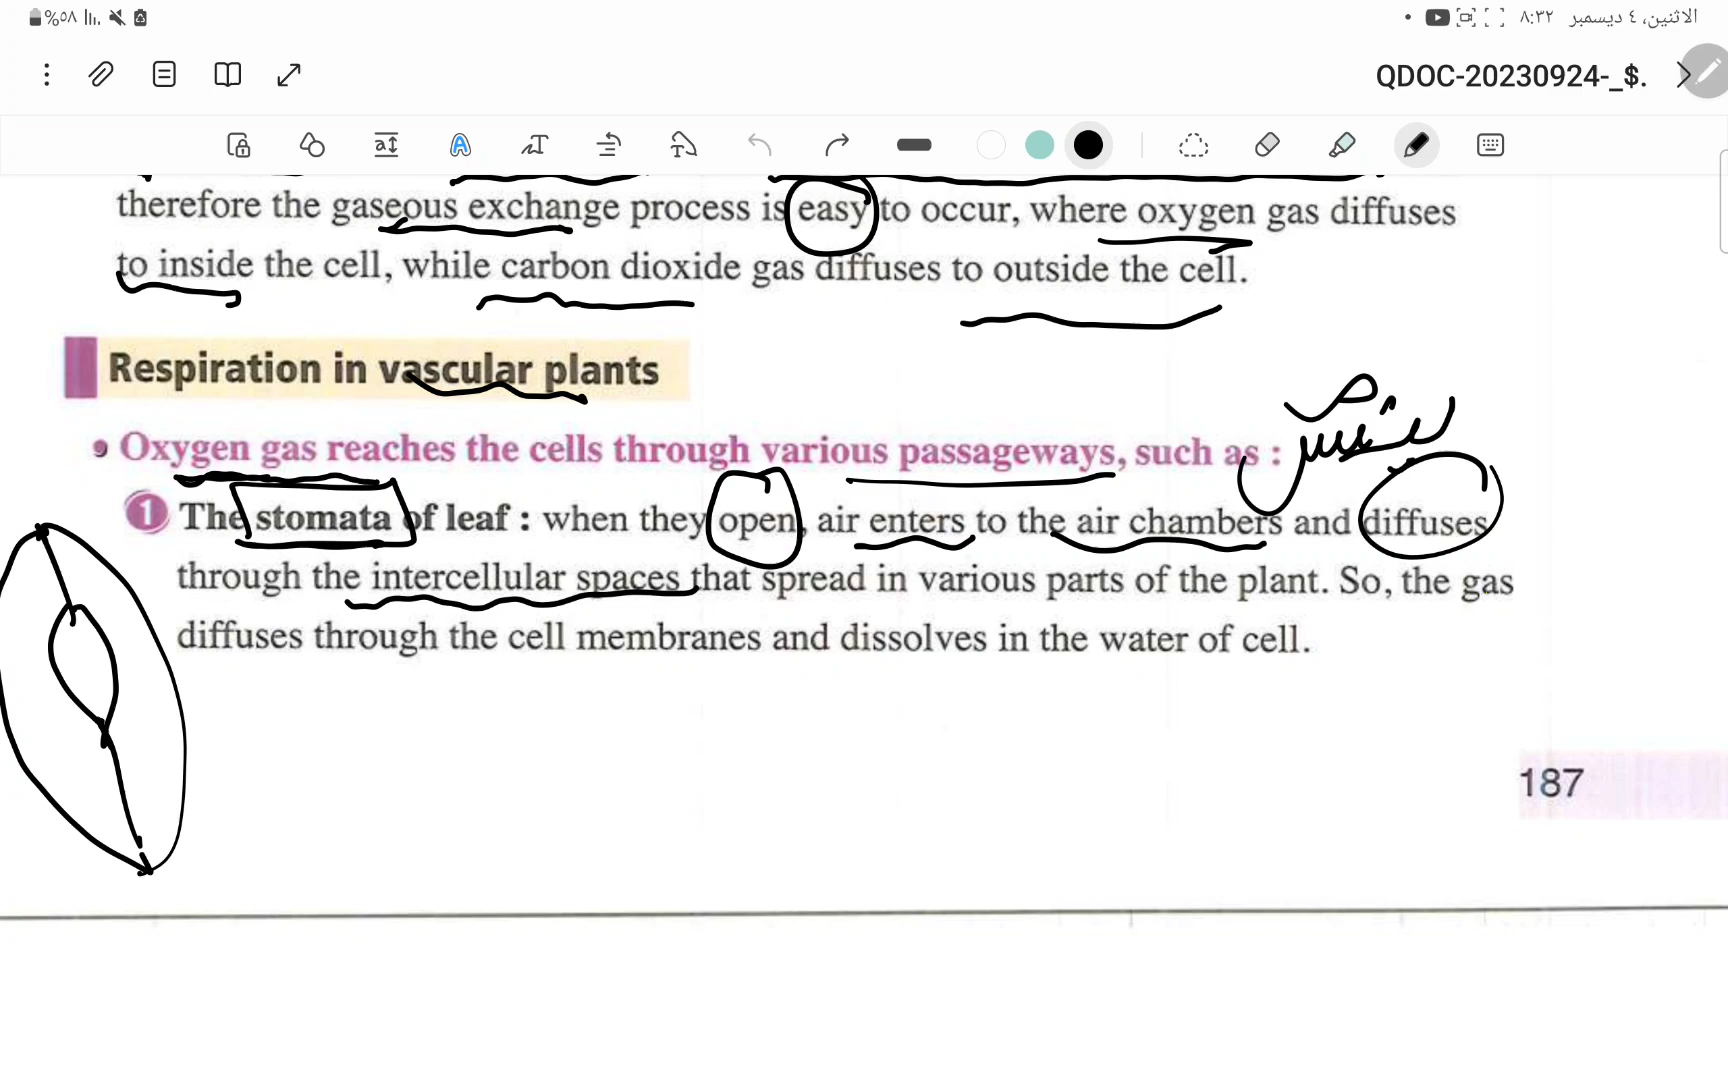 %٥٨
الاثنين، ٤ ديسمبر ٨:٣٢
QDOC-20230924-_$.
therefore the gaseous exchange process is easy to occur, where oxygen gas diffuses
to inside the cell, while carbon dioxide gas diffuses to outside the cell.
Respiration in vascular plants
Oxygen gas reaches the cells through various passageways, such as :
1 The stomata of leaf : when they open, air enters to the air chambers and diffuses
through the intercellular spaces that spread in various parts of the plant. So, the gas
diffuses through the cell membranes and dissolves in the water of cell.
187